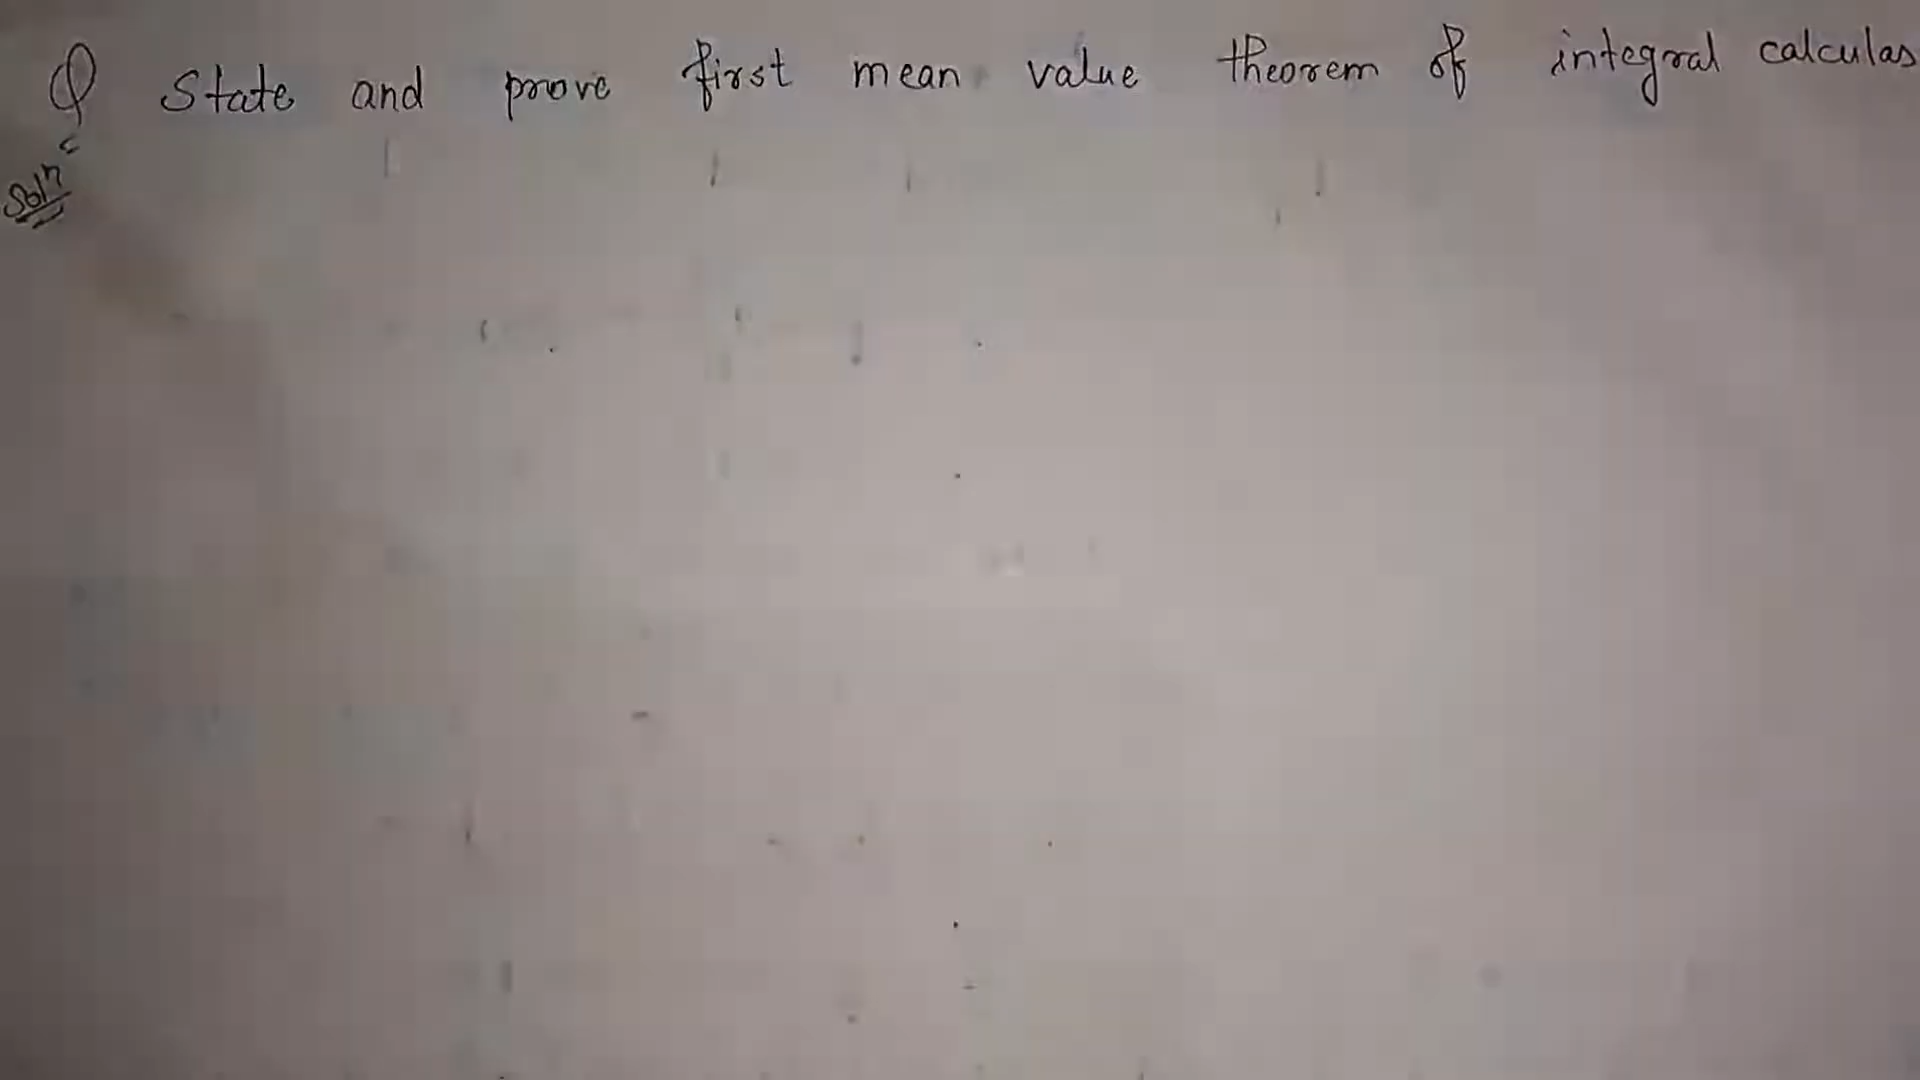 Q State and prove first mean value theorem of integral calculas
Solⁿ